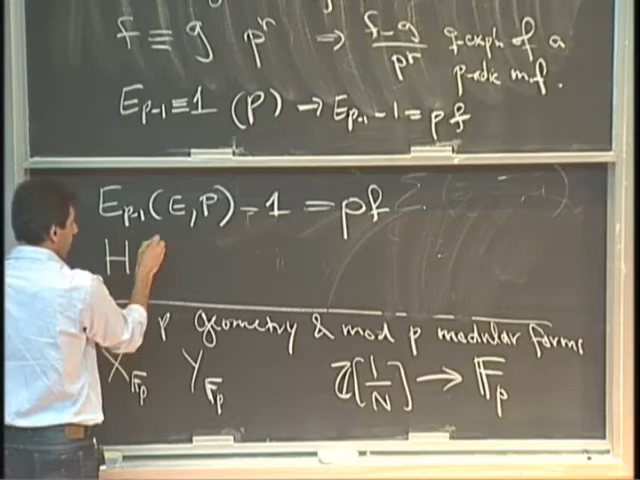 f ≡ g p^n ⇒ (f-g)/p^n q-exp^n of a
p-adic m.f.
E_{p-1} ≡ 1 (p) → E_{p-1} - 1 = pf
E_{p-1}(E, P) - 1 = pf
H
p geometry & mod p modular forms
X_{F_p} Y_{F_p} Z[1/N] → F_p